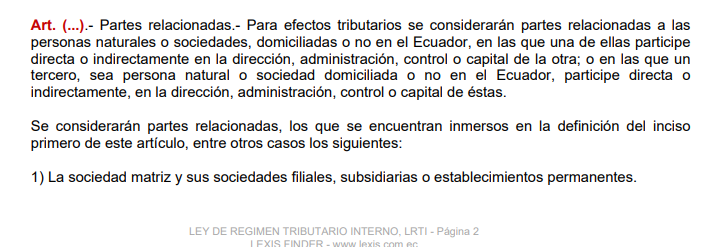 Art. (...).- Partes relacionadas.- Para efectos tributarios se considerarán partes relacionadas a las
personas naturales o sociedades, domiciliadas o no en el Ecuador, en las que una de ellas participe
directa o indirectamente en la dirección, administración, control o capital de la otra; o en las que un
tercero, sea persona natural o sociedad domiciliada o no en el Ecuador, participe directa o
indirectamente, en la dirección, administración, control o capital de éstas.
Se considerarán partes relacionadas, los que se encuentran inmersos en la definición del inciso
primero de este artículo, entre otros casos los siguientes:
1) La sociedad matriz y sus sociedades filiales, subsidiarias o establecimientos permanentes.
LEY DE REGIMEN TRIBUTARIO INTERNO, LRTI - Página 2
LEXIS FINDER - www.lexis.com.ec